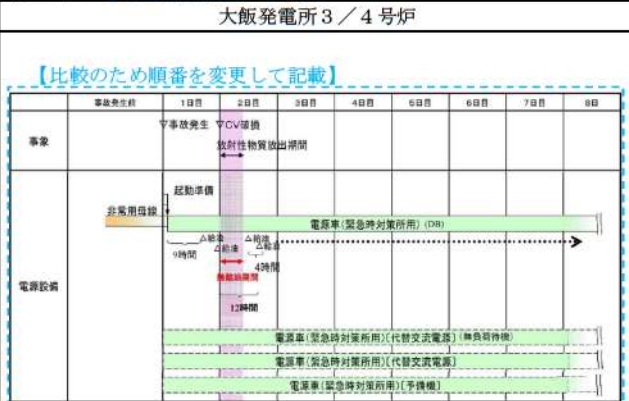 大飯発電所3／4号炉
【比較のため順番を変更して記載】
事故発生前 1日目 2日目 3日目 4日目 5日目 6日目 7日目 8日
事象
▽事故発生 ▽CV破損
放射性物質放出期間
電源設備
起動準備
非常用母線
電源車(緊急時対策所用) (DB)
△給油 △給油
△給油 △給油
9時間
4時間
無給油期間
12時間
電源車(緊急時対策所用)[代替交流電源] (無負荷待機)
電源車(緊急時対策所用)[代替交流電源]
電源車(緊急時対策所用)[予備機]